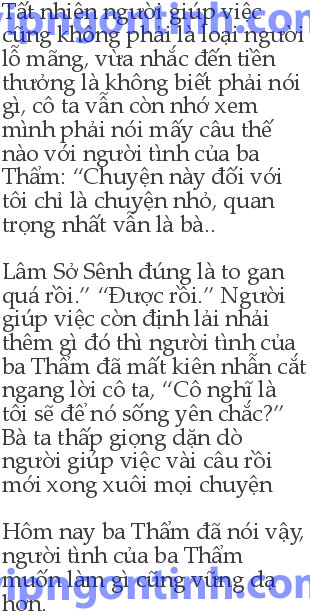 Tất nhiên người giúp việc
cũng không phải là loại người
lỗ mãng, vừa nhắc đến tiền
thưởng là không biết phải nói
gì, cô ta vẫn còn nhớ xem
mình phải nói mấy câu thế
nào với người tình của ba
Thẩm: “Chuyện này đối với
tôi chỉ là chuyện nhỏ, quan
trọng nhất vẫn là bà..
Lâm Sở Sênh đúng là to gan
quá rồi.” “Được rồi.” Người
giúp việc còn định lải nhải
thêm gì đó thì người tình của
ba Thẩm đã mất kiên nhẫn cắt
ngang lời cô ta, “Cô nghĩ là
tôi sẽ để nó sống yên chắc?”
Bà ta thấp giọng dặn dò
người giúp việc vài câu rồi
mới xong xuôi mọi chuyện
Hôm nay ba Thẩm đã nói vậy,
người tình của ba Thẩm
muốn làm gì cũng vững dạ
hơn.